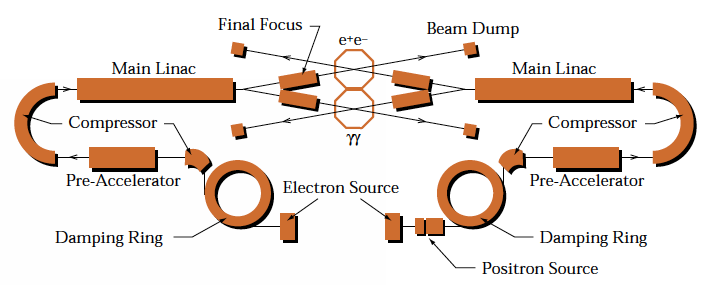 Final Focus
e+e-
Beam Dump
Main Linac
Main Linac
Compressor
Compressor
γγ
Pre-Accelerator
Electron Source
Pre-Accelerator
Damping Ring
Damping Ring
Positron Source